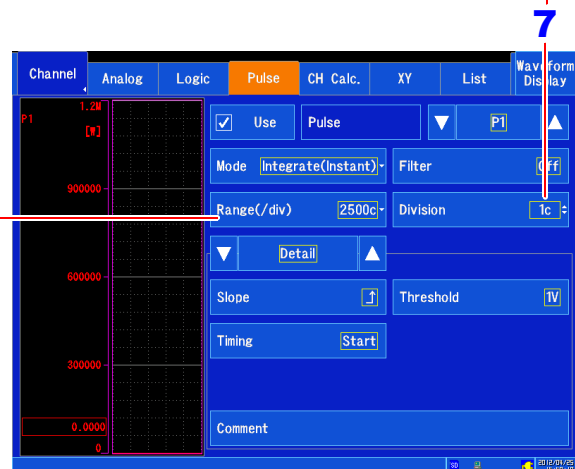 7
Channel Analog Logic Pulse CH Calc. XY List Waveform Display
P1 1.2M
[W]
900000
600000
300000
0.0000
0
Use Pulse P1
Mode Integrate(Instant) Filter Off
Range(/div) 2500c Division 1c
Detail
Slope Threshold 1V
Timing Start
Comment
SD